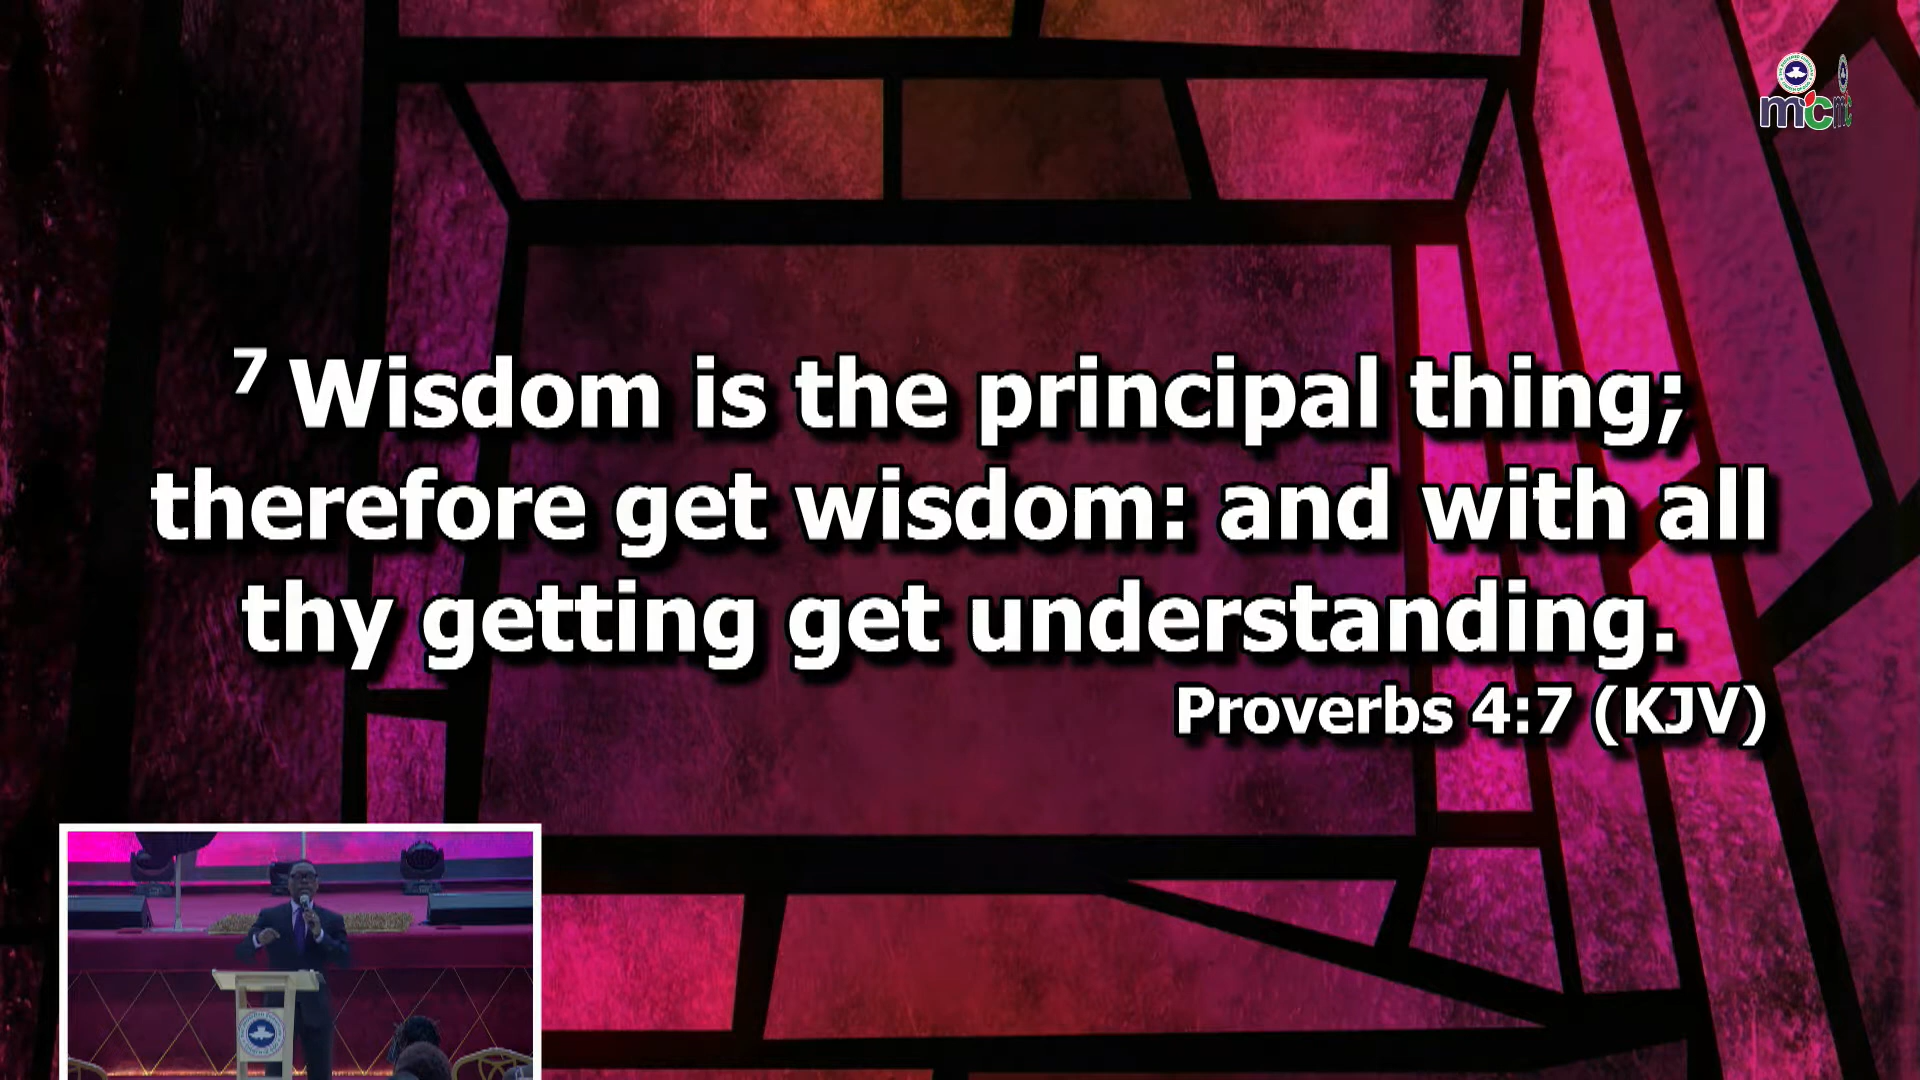 mc
⁷ Wisdom is the principal thing;
therefore get wisdom: and with all
thy getting get understanding.
Proverbs 4:7 (KJV)